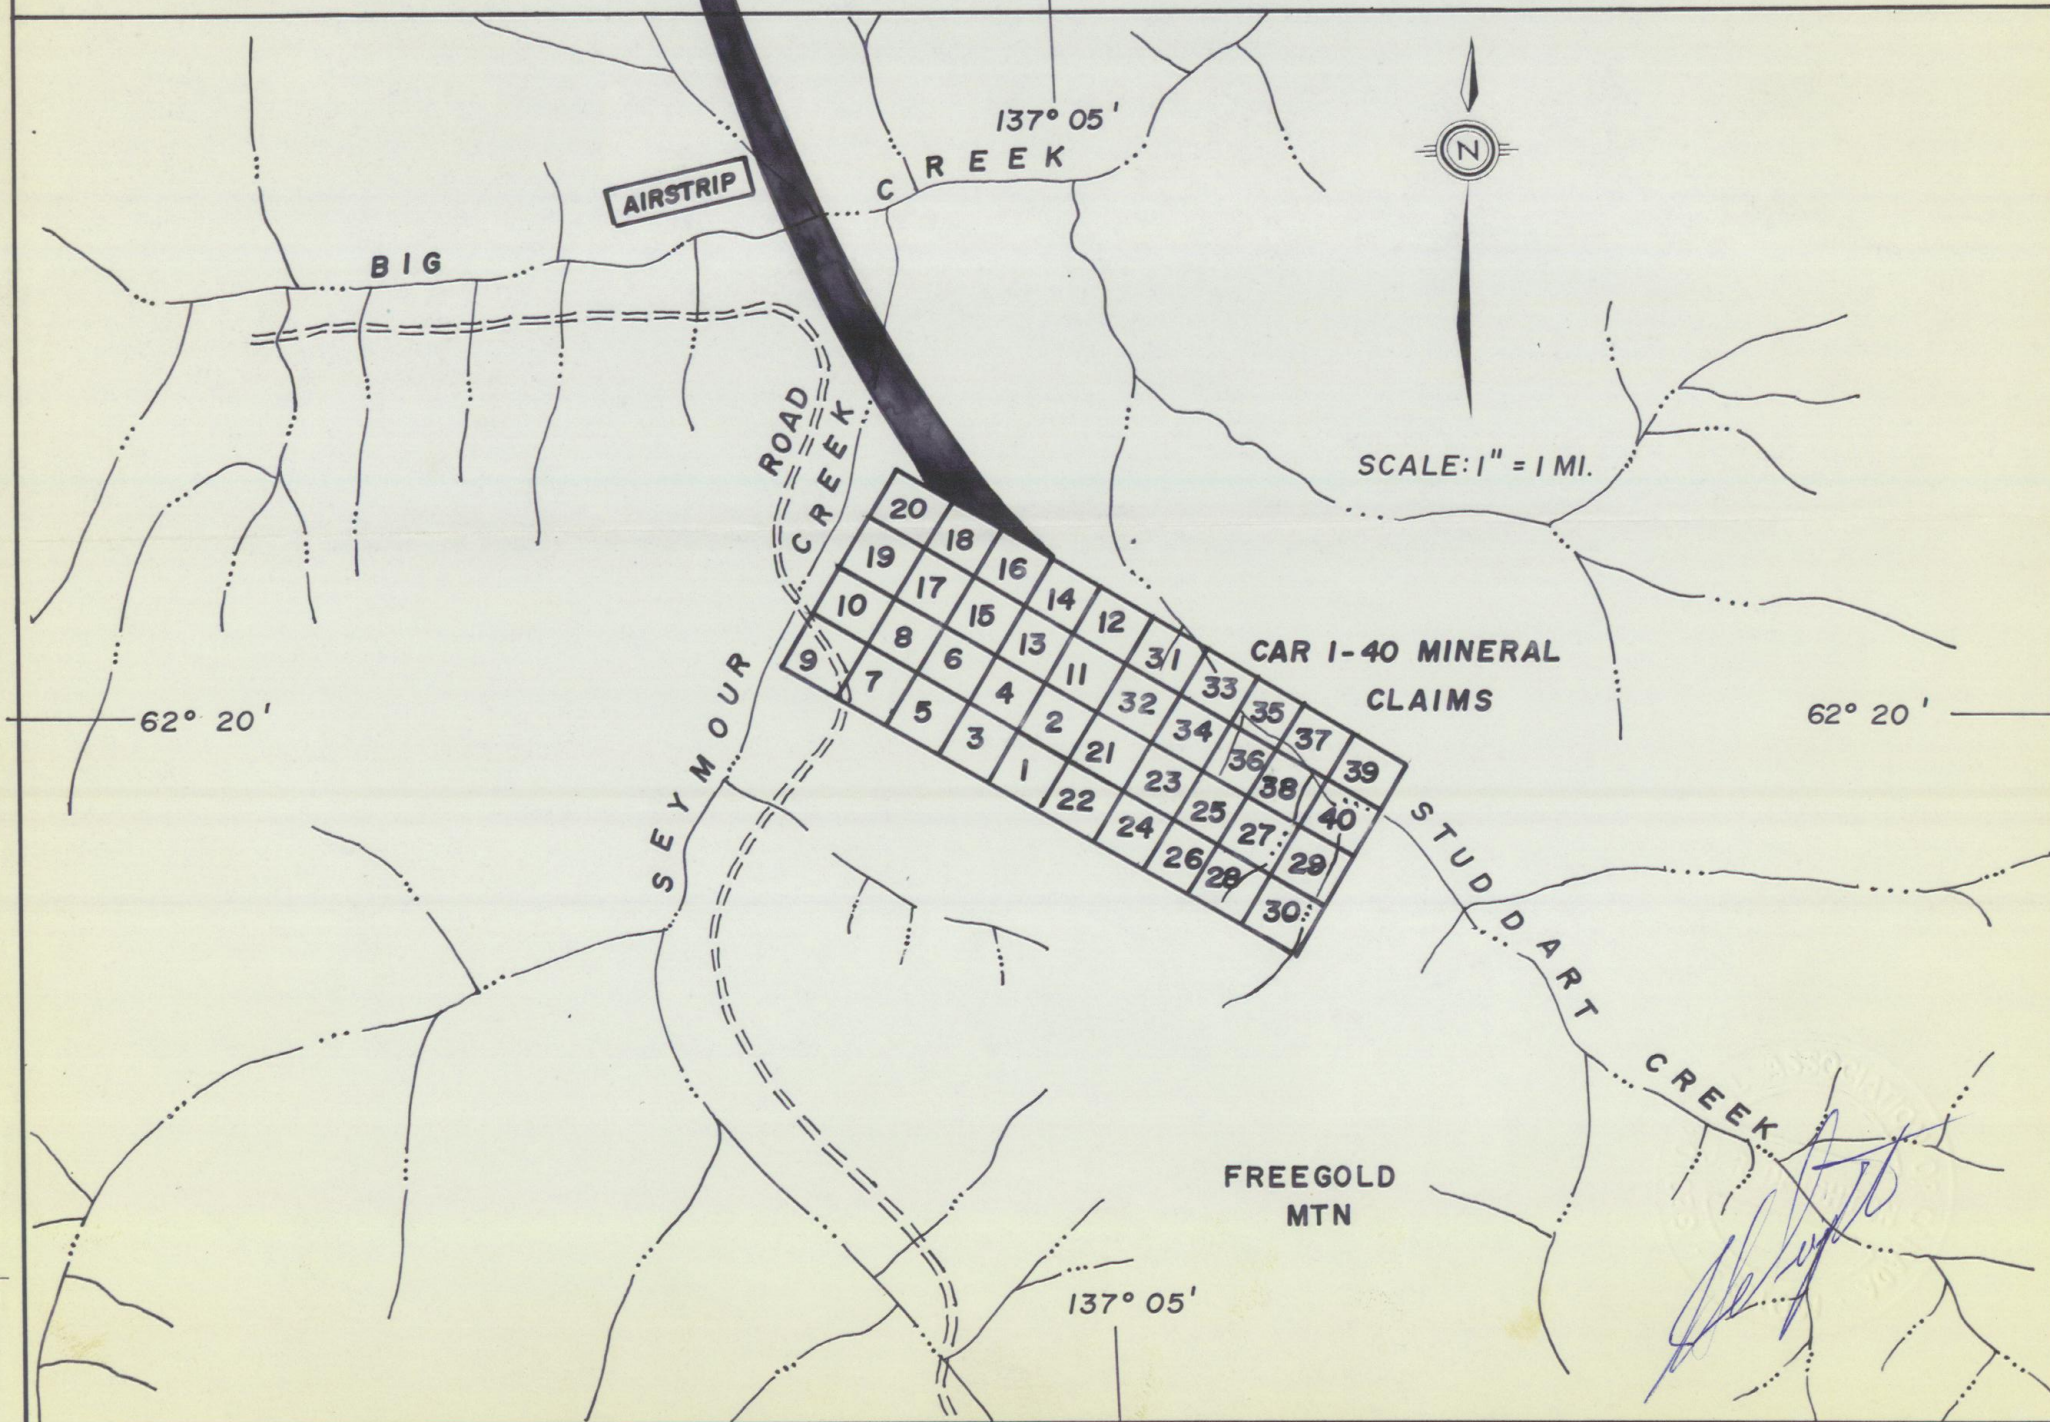 137° 05'
N
AIRSTRIP
BIG CREEK
ROAD
SEYMOUR CREEK
SCALE: 1" = 1 MI.
20 18 16 14 12 31 33 35 37 39
19 17 15 13 11 32 34 36 38 40
10 8 6 4 2 21 23 25 27 29
9 7 5 3 1 22 24 26 28 30
CAR 1-40 MINERAL
CLAIMS
62° 20'
62° 20'
STUDDART CREEK
FREEGOLD
MTN
137° 05'